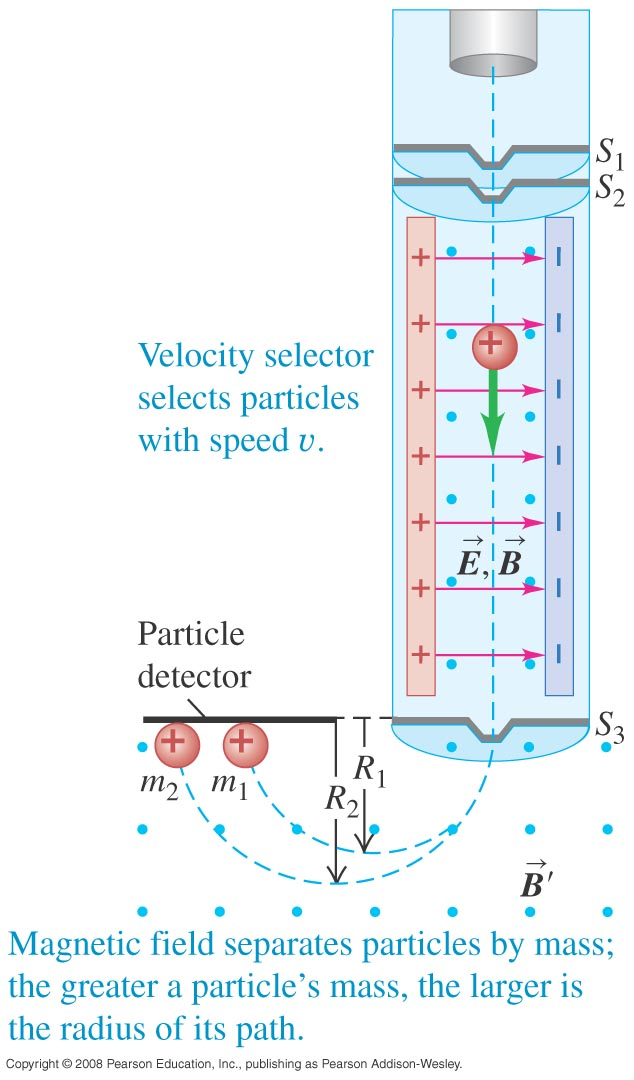 S₁
S₂
+ –
+ –
+
Velocity selector
selects particles
with speed v.
+ –
+ –
+ –
E⃗, B⃗
+ –
+ –
Particle
detector
S₃
+ +
m₂ m₁
R₁
R₂
B⃗′
Magnetic field separates particles by mass;
the greater a particle’s mass, the larger is
the radius of its path.
Copyright © 2008 Pearson Education, Inc., publishing as Pearson Addison-Wesley.